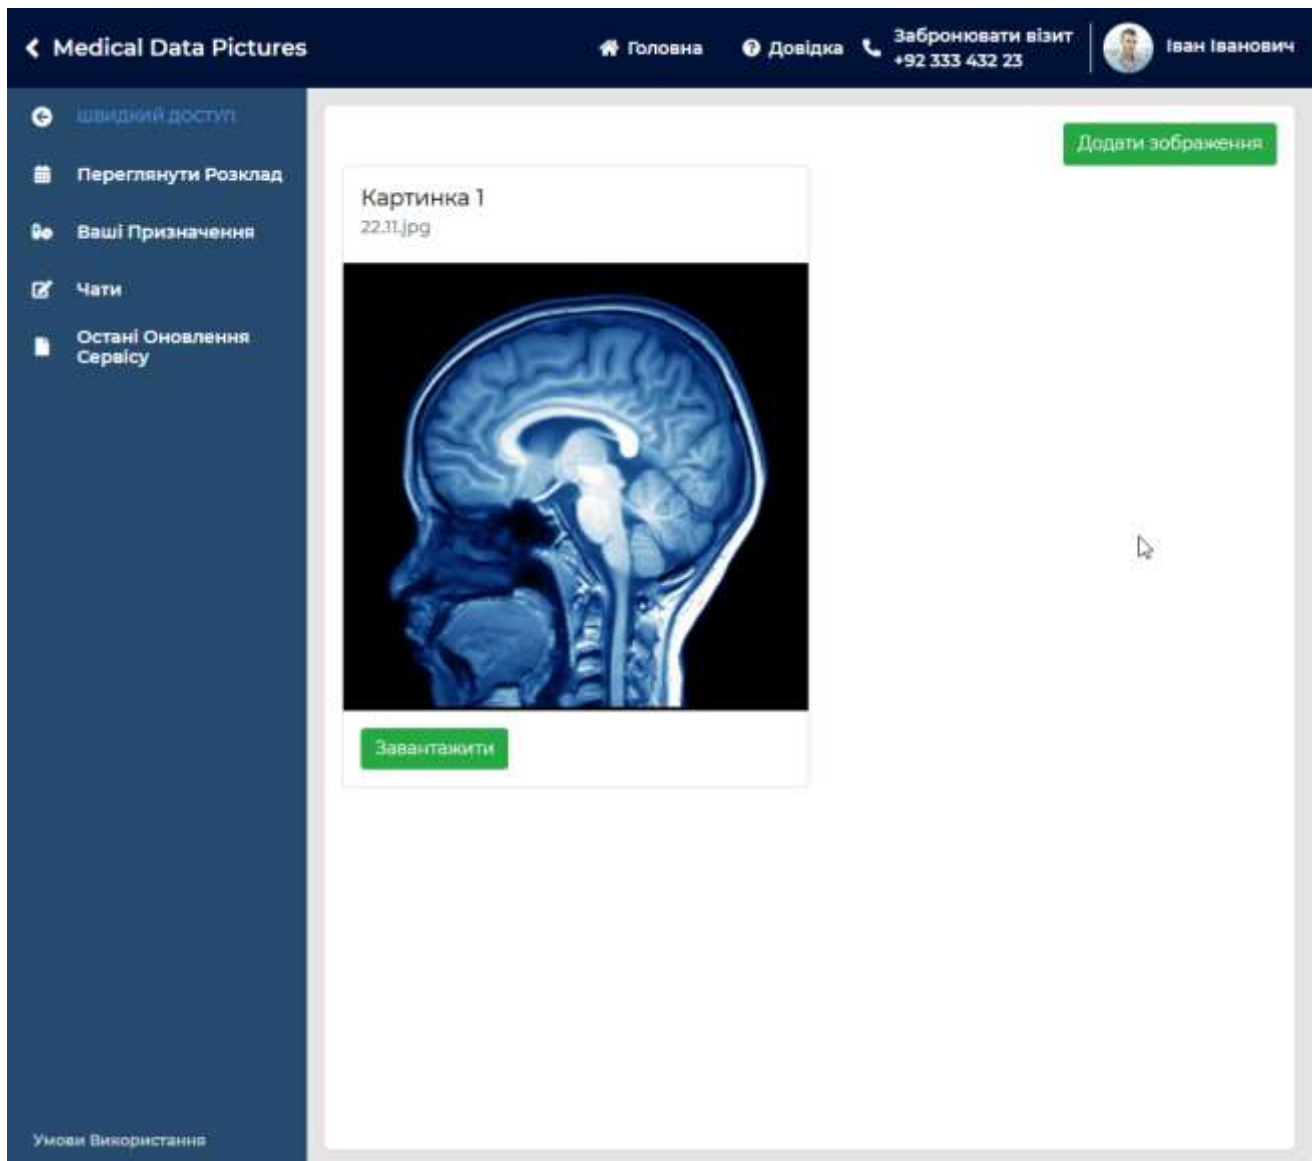 Medical Data Pictures
Головна
Довідка
Забронювати візит
+92 333 432 23
Іван Іванович
ШВИДКИЙ ДОСТУП
Переглянути Розклад
Ваші Призначення
Чати
Остані Оновлення
Сервісу
Додати зображення
Картинка 1
22.11.jpg
Завантажити
Умови Використання